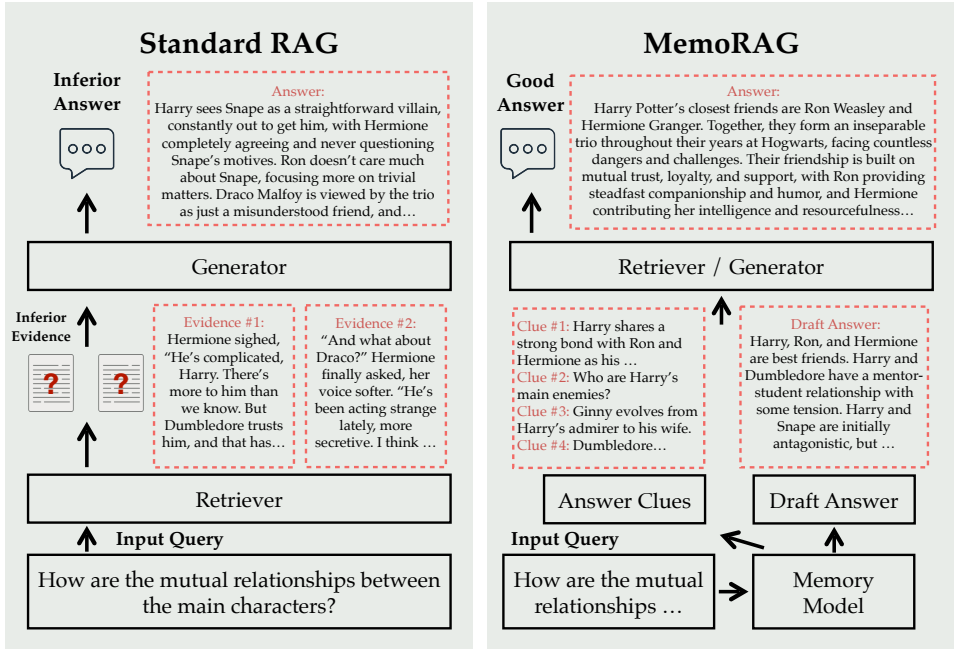 Standard RAG
Inferior
Answer
Answer:
Harry sees Snape as a straightforward villain,
constantly out to get him, with Hermione
completely agreeing and never questioning
Snape's motives. Ron doesn't care much
about Snape, focusing more on trivial
matters. Draco Malfoy is viewed by the trio
as just a misunderstood friend, and…
Generator
Inferior
Evidence
? ?
Evidence #1:
Hermione sighed,
“He's complicated,
Harry. There's
more to him than
we know. But
Dumbledore trusts
him, and that has…
Evidence #2:
“And what about
Draco?” Hermione
finally asked, her
voice softer. “He's
been acting strange
lately, more
secretive. I think …
Retriever
Input Query
How are the mutual relationships between
the main characters?
MemoRAG
Good
Answer
Answer:
Harry Potter's closest friends are Ron Weasley and
Hermione Granger. Together, they form an inseparable
trio throughout their years at Hogwarts, facing countless
dangers and challenges. Their friendship is built on
mutual trust, loyalty, and support, with Ron providing
steadfast companionship and humor, and Hermione
contributing her intelligence and resourcefulness…
Retriever / Generator
Clue #1: Harry shares a
strong bond with Ron and
Hermione as his …
Clue #2: Who are Harry's
main enemies?
Clue #3: Ginny evolves from
Harry's admirer to his wife.
Clue #4: Dumbledore…
Draft Answer:
Harry, Ron, and Hermione
are best friends. Harry and
Dumbledore have a mentor-
student relationship with
some tension. Harry and
Snape are initially
antagonistic, but …
Answer Clues
Draft Answer
Input Query
How are the mutual
relationships …
Memory
Model